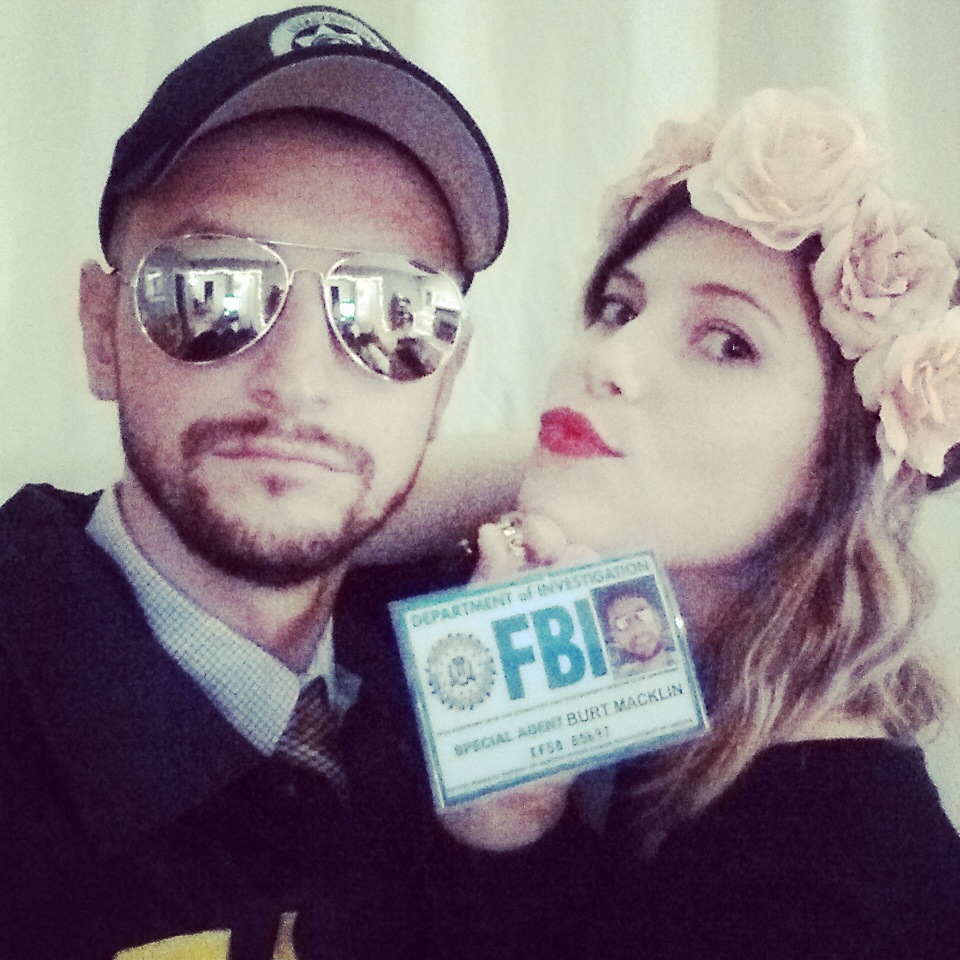 DEPARTMENT of INVESTIGATION
FBI
SPECIAL AGENT BURT MACKLIN